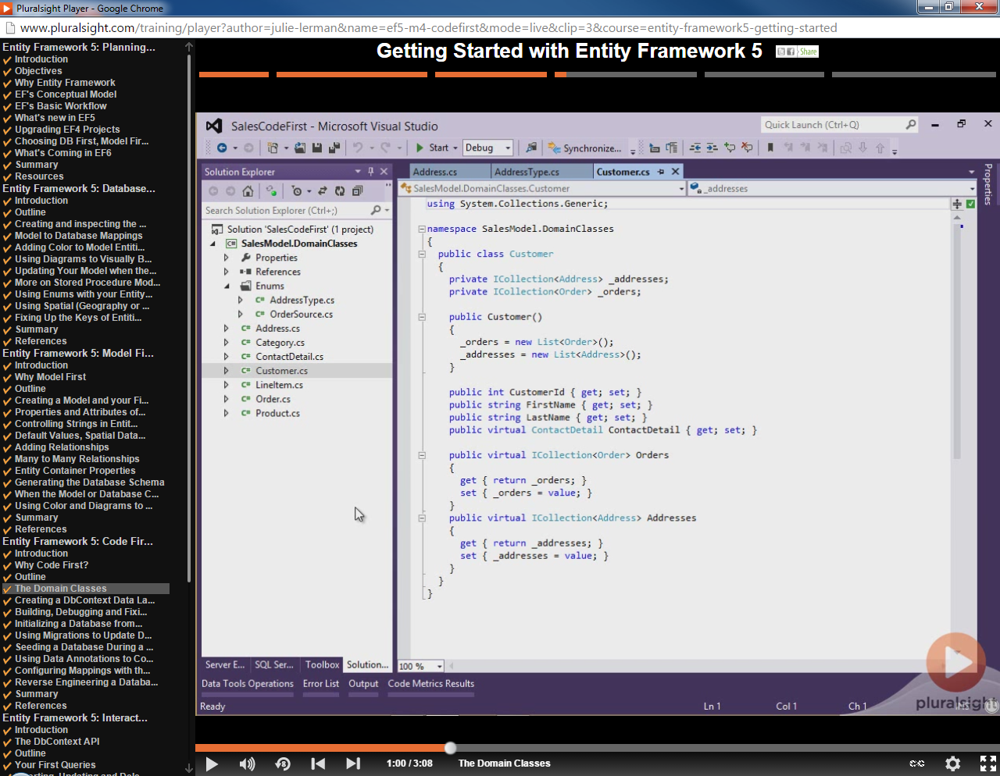 Pluralsight Player - Google Chrome
www.pluralsight.com/training/player?author=julie-lerman&name=ef5-m4-codefirst&mode=live&clip=3&course=entity-framework5-getting-started
Entity Framework 5: Planning...
Introduction
Objectives
Why Entity Framework
EF's Conceptual Model
EF's Basic Workflow
What's new in EF5
Upgrading EF4 Projects
Choosing DB First, Model Fir...
What's Coming in EF6
Summary
Resources
Entity Framework 5: Database...
Introduction
Outline
Creating and inspecting the ...
Model to Database Mappings
Adding Color to Model Entiti...
Using Diagrams to Visually B...
Updating Your Model when the...
More on Stored Procedure Mod...
Using Enums with your Entity...
Using Spatial (Geography or ...
Fixing Up the Keys of Entiti...
Summary
References
Entity Framework 5: Model Fi...
Introduction
Why Model First
Outline
Creating a Model and your Fi...
Properties and Attributes of...
Controlling Strings in Entit...
Default Values, Spatial Data...
Adding Relationships
Many to Many Relationships
Entity Container Properties
Generating the Database Schema
When the Model or Database C...
Using Color and Diagrams to ...
Summary
References
Entity Framework 5: Code Fir...
Introduction
Why Code First?
Outline
The Domain Classes
Creating a DbContext Data La...
Building, Debugging and Fixi...
Initializing a Database from...
Using Migrations to Update D...
Seeding a Database During a ...
Using Data Annotations to Co...
Configuring Mappings with th...
Reverse Engineering a Databa...
Summary
References
Entity Framework 5: Interact...
Introduction
The DbContext API
Outline
Your First Queries
Getting Started with Entity Framework 5
Share
SalesCodeFirst - Microsoft Visual Studio
Quick Launch (Ctrl+Q)
Start
Debug
Synchronize...
Solution Explorer
Search Solution Explorer (Ctrl+;)
Solution 'SalesCodeFirst' (1 project)
SalesModel.DomainClasses
Properties
References
Enums
AddressType.cs
OrderSource.cs
Address.cs
Category.cs
ContactDetail.cs
Customer.cs
LineItem.cs
Order.cs
Product.cs
Server E... SQL Ser... Toolbox Solution...
Address.cs AddressType.cs Customer.cs
Properties
SalesModel.DomainClasses.Customer
_addresses
using System.Collections.Generic;
namespace SalesModel.DomainClasses
{
public class Customer
{
private ICollection<Address> _addresses;
private ICollection<Order> _orders;
public Customer()
{
_orders = new List<Order>();
_addresses = new List<Address>();
}
public int CustomerId { get; set; }
public string FirstName { get; set; }
public string LastName { get; set; }
public virtual ContactDetail ContactDetail { get; set; }
public virtual ICollection<Order> Orders
{
get { return _orders; }
set { _orders = value; }
}
public virtual ICollection<Address> Addresses
{
get { return _addresses; }
set { _addresses = value; }
}
}
}
100 %
Data Tools Operations Error List Output Code Metrics Results
Ready
Ln 1 Col 1 Ch 1
pluralsight
1:00 / 3:08 The Domain Classes
CC